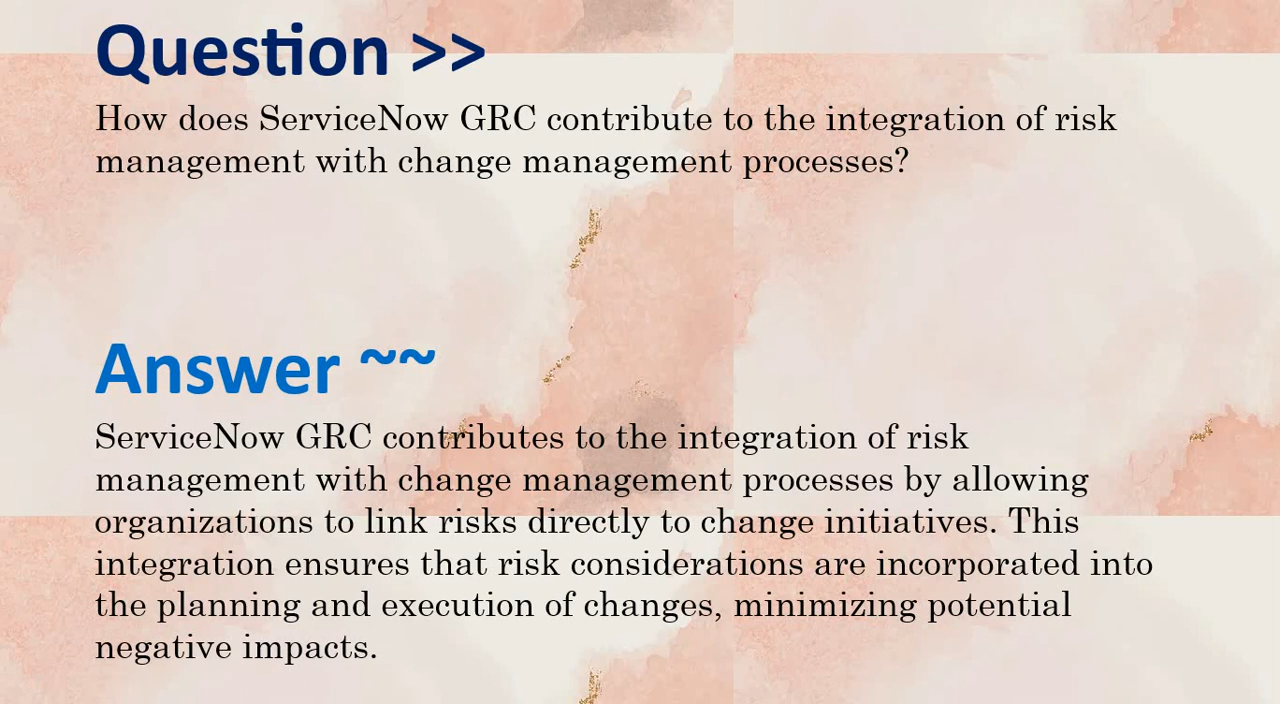 Question >>
How does ServiceNow GRC contribute to the integration of risk
management with change management processes?
Answer ~~
ServiceNow GRC contributes to the integration of risk
management with change management processes by allowing
organizations to link risks directly to change initiatives. This
integration ensures that risk considerations are incorporated into
the planning and execution of changes, minimizing potential
negative impacts.